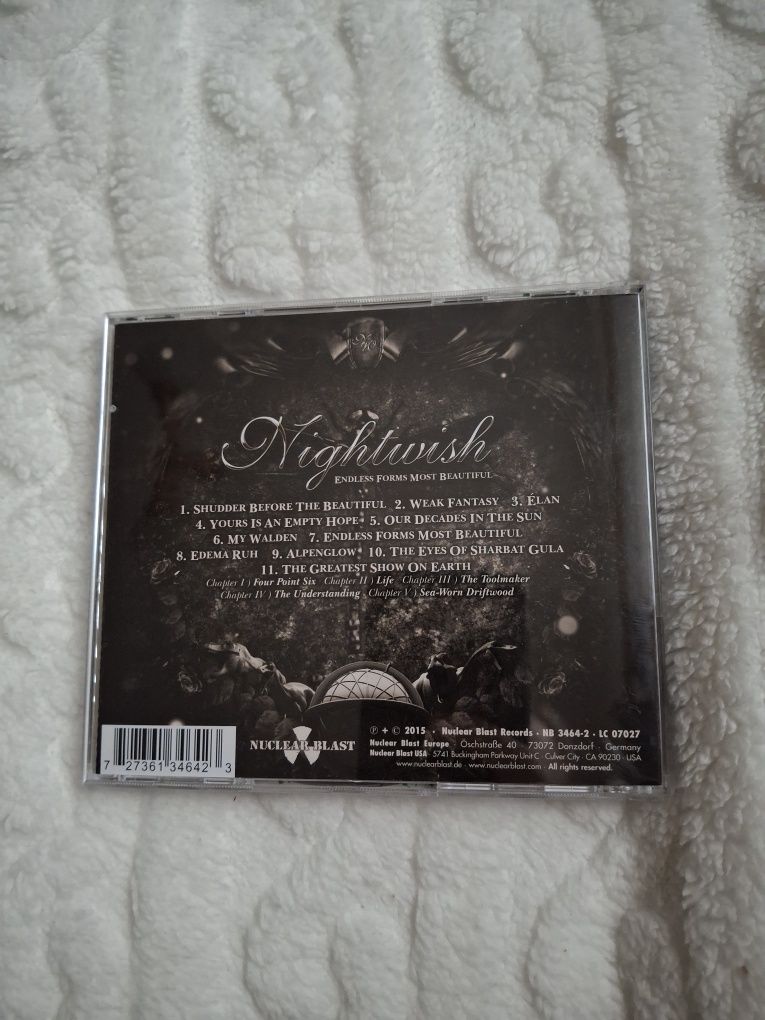 Nightwish
ENDLESS FORMS MOST BEAUTIFUL
1. SHUDDER BEFORE THE BEAUTIFUL 2. WEAK FANTASY 3. ÉLAN
4. YOURS IS AN EMPTY HOPE 5. OUR DECADES IN THE SUN
6. MY WALDEN 7. ENDLESS FORMS MOST BEAUTIFUL
8. EDEMA RUH 9. ALPENGLOW 10. THE EYES OF SHARBAT GULA
11. THE GREATEST SHOW ON EARTH
Chapter I ) Four Point Six Chapter II ) Life Chapter III ) The Toolmaker
Chapter IV ) The Understanding Chapter V ) Sea-Worn Driftwood
7 27361 34642 3
NUCLEAR BLAST
℗ + © 2015 · Nuclear Blast Records · NB 3464-2 · LC 07027
Nuclear Blast Europe · Oschstraße 40 · 73072 Donzdorf · Germany
Nuclear Blast USA · 5741 Buckingham Parkway Unit C · Culver City · CA 90230 · USA
www.nuclearblast.de · www.nuclearblast.com · All rights reserved.